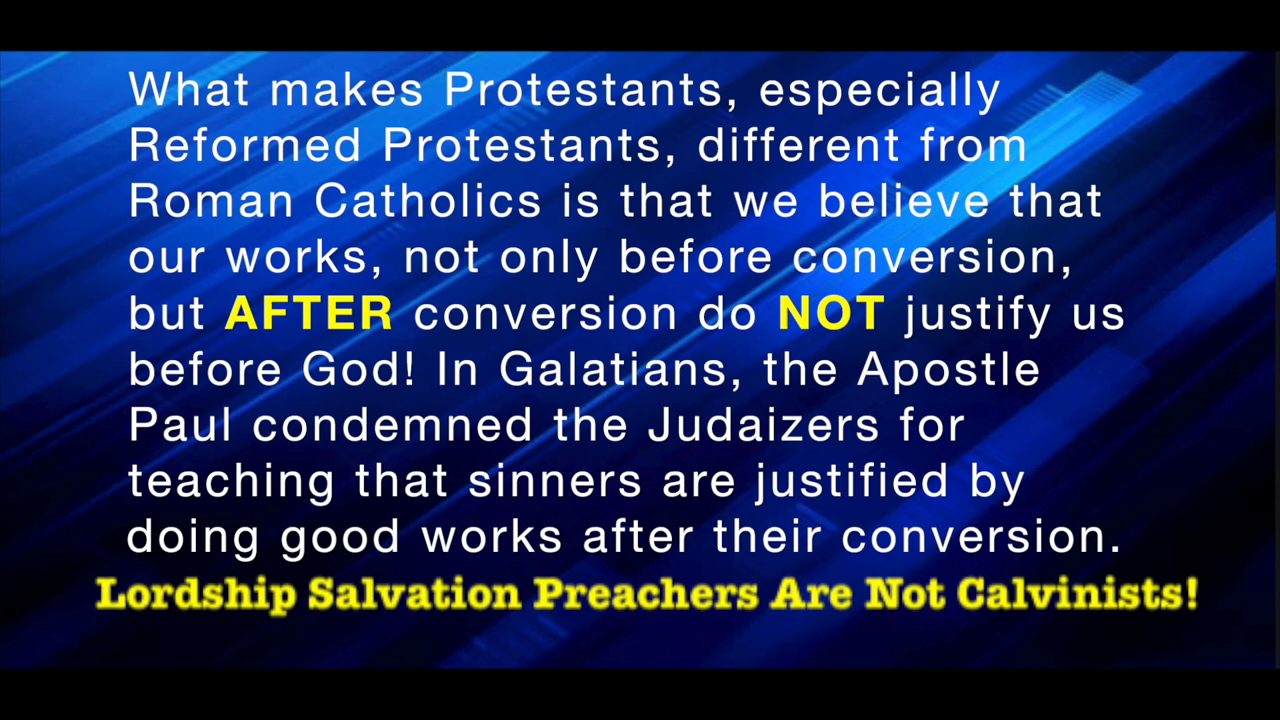 What makes Protestants, especially
Reformed Protestants, different from
Roman Catholics is that we believe that
our works, not only before conversion,
but AFTER conversion do NOT justify us
before God! In Galatians, the Apostle
Paul condemned the Judaizers for
teaching that sinners are justified by
doing good works after their conversion.
Lordship Salvation Preachers Are Not Calvinists!